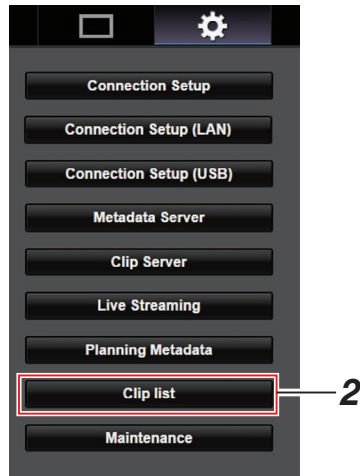 Connection Setup
Connection Setup (LAN)
Connection Setup (USB)
Metadata Server
Clip Server
Live Streaming
Planning Metadata
Clip list
2
Maintenance